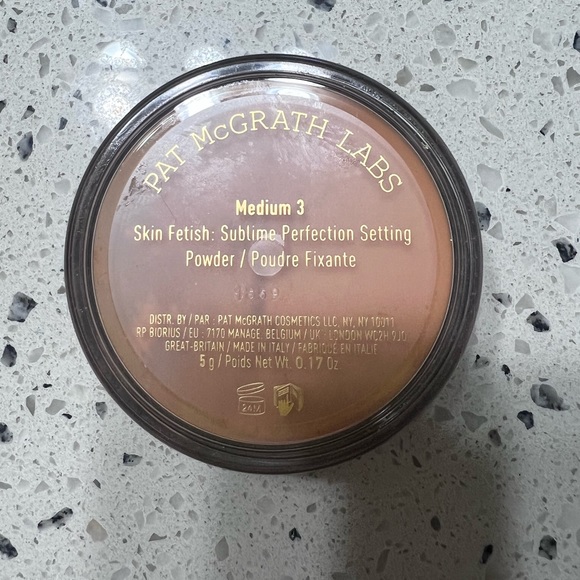 PAT McGRATH LABS
Medium 3
Skin Fetish: Sublime Perfection Setting
Powder / Poudre Fixante
DISTR. BY / PAR · PAT McGRATH COSMETICS LLC, NY, NY 10011
RP BIORIUS / EU - 7170 MANAGE, BELGIUM / UK - LONDON WC2H 9JQ
GREAT-BRITAIN / MADE IN ITALY / FABRIQUÉ EN ITALIE
5 g / Poids Net Wt. 0.17 Oz.
24M